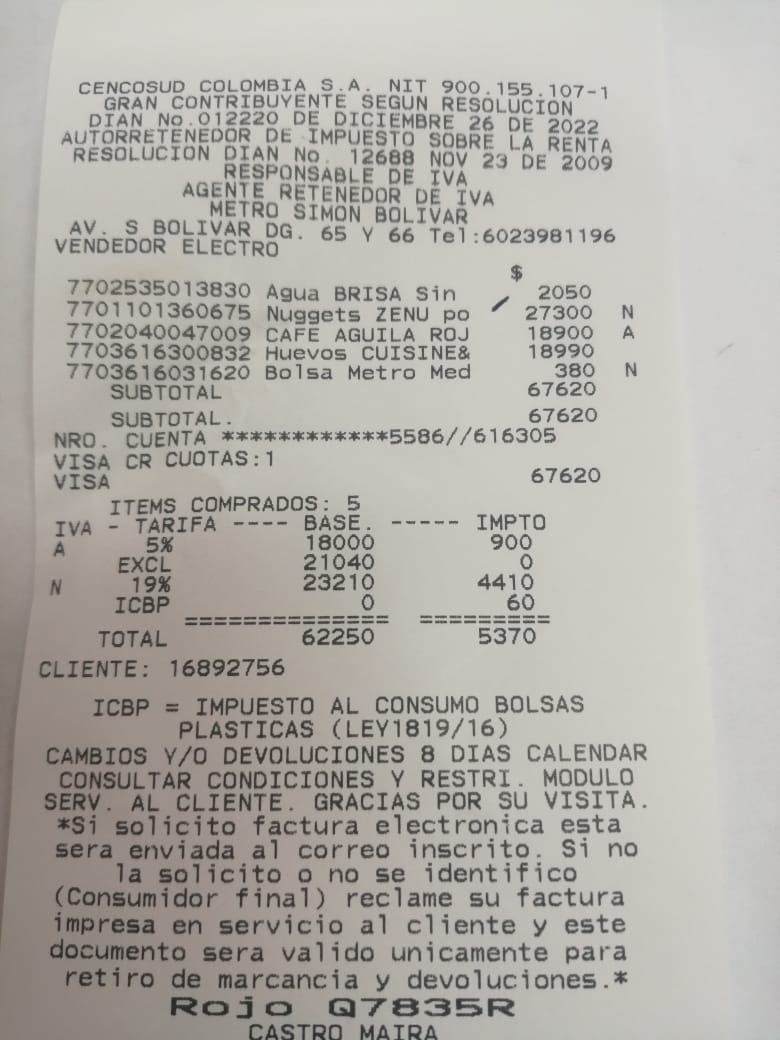 CENCOSUD COLOMBIA S.A. NIT 900.155.107-1
GRAN CONTRIBUYENTE SEGUN RESOLUCION
DIAN No.012220 DE DICIEMBRE 26 DE 2022
AUTORRETENEDOR DE IMPUESTO SOBRE LA RENTA
RESOLUCION DIAN No. 12688 NOV 23 DE 2009
RESPONSABLE DE IVA
AGENTE RETENEDOR DE IVA
METRO SIMON BOLIVAR
AV. S BOLIVAR DG. 65 Y 66 Tel:6023981196
VENDEDOR ELECTRO
$
7702535013830 Agua BRISA Sin 2050
7701101360675 Nuggets ZENU po 27300 N
7702040047009 CAFE AGUILA ROJ 18900 A
7703616300832 Huevos CUISINE& 18990
7703616031620 Bolsa Metro Med 380 N
SUBTOTAL 67620
SUBTOTAL. 67620
NRO. CUENTA ************5586//616305
VISA CR CUOTAS:1
VISA 67620
ITEMS COMPRADOS: 5
IVA - TARIFA ---- BASE. ----- IMPTO
A 5% 18000 900
EXCL 21040 0
N 19% 23210 4410
ICBP 0 60
============== =========
TOTAL 62250 5370
CLIENTE: 16892756
ICBP = IMPUESTO AL CONSUMO BOLSAS
PLASTICAS (LEY1819/16)
CAMBIOS Y/O DEVOLUCIONES 8 DIAS CALENDAR
CONSULTAR CONDICIONES Y RESTRI. MODULO
SERV. AL CLIENTE. GRACIAS POR SU VISITA.
*Si solicito factura electronica esta
sera enviada al correo inscrito. Si no
la solicito o no se identifico
(Consumidor final) reclame su factura
impresa en servicio al cliente y este
documento sera valido unicamente para
retiro de marcancia y devoluciones.*
Rojo Q7835R
CASTRO MAIRA